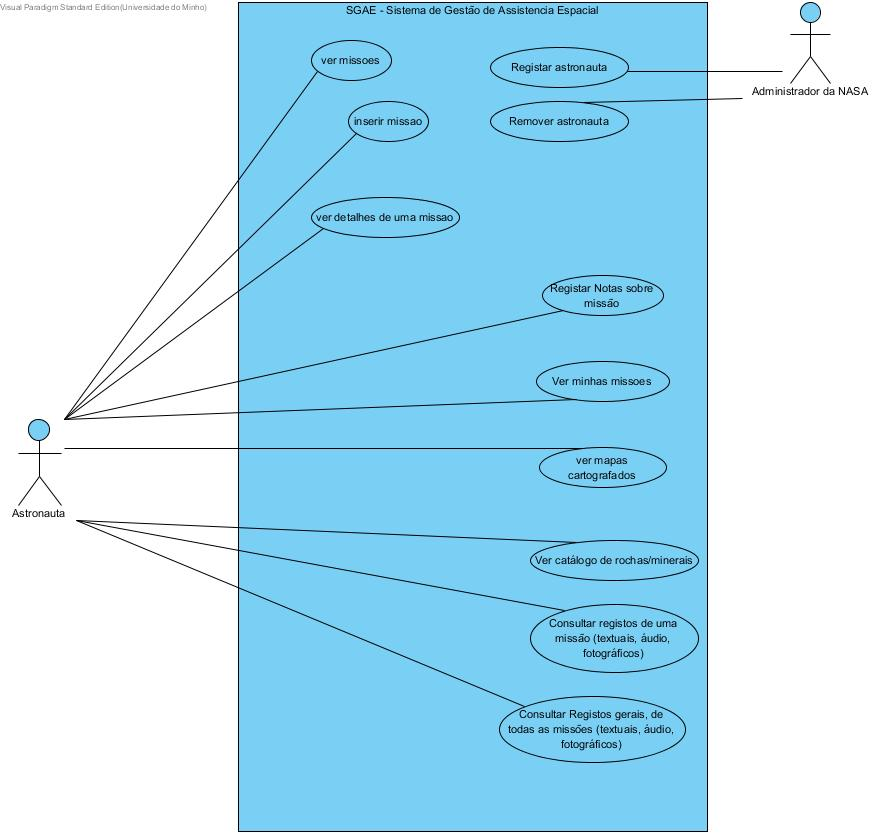 Visual Paradigm Standard Edition(Universidade do Minho)
SGAE - Sistema de Gestão de Assistencia Espacial
ver missoes
Registar astronauta
Administrador da NASA
inserir missao
Remover astronauta
ver detalhes de uma missao
Registar Notas sobre
missão
Ver minhas missoes
ver mapas
cartografados
Astronauta
Ver catálogo de rochas/minerais
Consultar registos de uma
missão (textuais, áudio,
fotográficos)
Consultar Registos gerais, de
todas as missões (textuais, áudio,
fotográficos)